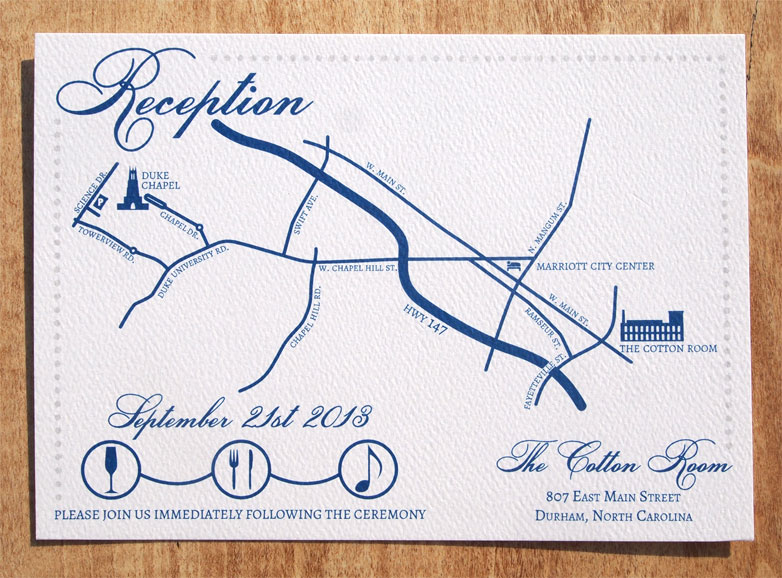 Reception
SCIENCE DR.
DUKE
CHAPEL
CHAPEL DR.
TOWERVIEW RD.
DUKE UNIVERSITY RD.
SWIFT AVE.
W. MAIN ST.
N. MANGUM ST.
W. CHAPEL HILL ST.
MARRIOTT CITY CENTER
CHAPEL HILL RD.
HWY 147
RAMSEUR ST.
W. MAIN ST.
THE COTTON ROOM
FAYETTEVILLE ST.
September 21st 2013
PLEASE JOIN US IMMEDIATELY FOLLOWING THE CEREMONY
The Cotton Room
807 EAST MAIN STREET
DURHAM, NORTH CAROLINA